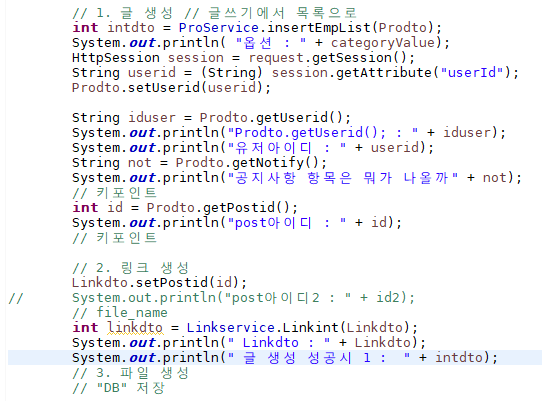 // 1. 글 생성 // 글쓰기에서 목록으로
int intdto = ProService.insertEmpList(Prodto);
System.out.println( "옵션 : " + categoryValue);
HttpSession session = request.getSession();
String userid = (String) session.getAttribute("userId");
Prodto.setUserid(userid);
String iduser = Prodto.getUserid();
System.out.println("Prodto.getUserid(); : " + iduser);
System.out.println("유저아이디 : " + userid);
String not = Prodto.getNotify();
System.out.println("공지사항 항목은 뭐가 나올까" + not);
// 키포인트
int id = Prodto.getPostid();
System.out.println("post아이디 : " + id);
// 키포인트
// 2. 링크 생성
Linkdto.setPostid(id);
// System.out.println("post아이디2 : " + id2);
// file_name
int linkdto = Linkservice.Linkint(Linkdto);
System.out.println(" Linkdto : " + Linkdto);
System.out.println(" 글 생성 성공시 1 :  " + intdto);
// 3. 파일 생성
// "DB" 저장